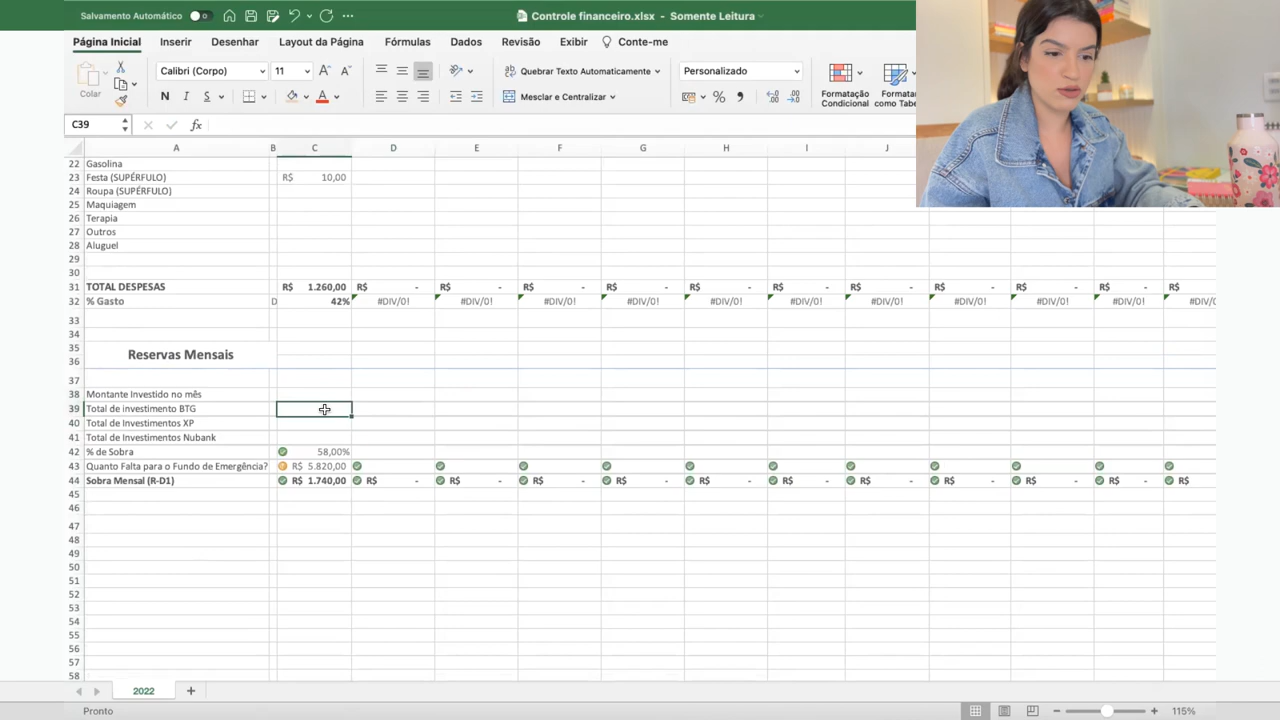 Salvamento Automático
Controle financeiro.xlsx - Somente Leitura
Página Inicial Inserir Desenhar Layout da Página Fórmulas Dados Revisão Exibir Conte-me
Colar
Calibri (Corpo) 11
N I S A
Quebrar Texto Automaticamente
Mesclar e Centralizar
Personalizado
Formatação Condicional
Formatar como Tabe
C39 fx
A B C D E F G H I J
22 Gasolina
23 Festa (SUPÉRFULO) R$ 10,00
24 Roupa (SUPÉRFULO)
25 Maquiagem
26 Terapia
27 Outros
28 Aluguel
29
30
31 TOTAL DESPESAS R$ 1.260,00 R$ - R$ - R$ - R$ - R$ - R$ - R$ - R$ - R$ - R$ - R$
32 % Gasto D 42% #DIV/0! #DIV/0! #DIV/0! #DIV/0! #DIV/0! #DIV/0! #DIV/0! #DIV/0! #DIV/0! #DIV/0! #DIV/0!
33
34
35
Reservas Mensais
36
37
38 Montante Investido no mês
39 Total de investimento BTG
40 Total de Investimentos XP
41 Total de Investimentos Nubank
42 % de Sobra 58,00%
43 Quanto Falta para o Fundo de Emergência? R$ 5.820,00
44 Sobra Mensal (R-D1) R$ 1.740,00 R$ - R$ - R$ - R$ - R$ - R$ - R$ - R$ - R$ - R$ - R$
45
46
47
48
49
50
51
52
53
54
55
56
57
58
2022
Pronto 115%